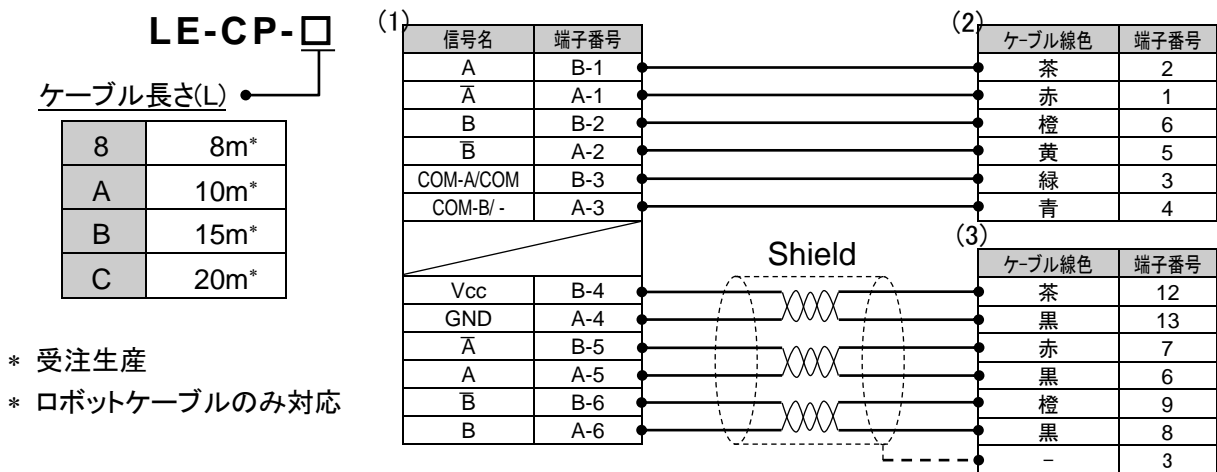 LE-CP-□
ケーブル長さ(L)
8 8m*
A 10m*
B 15m*
C 20m*
* 受注生産
* ロボットケーブルのみ対応
(1)
信号名 端子番号
A B-1
A̅ A-1
B B-2
B̅ A-2
COM-A/COM B-3
COM-B/ - A-3
Vcc B-4
GND A-4
A̅ B-5
A A-5
B̅ B-6
B A-6
Shield
(2)
ケーブル線色 端子番号
茶 2
赤 1
橙 6
黄 5
緑 3
青 4
(3)
ケーブル線色 端子番号
茶 12
黒 13
赤 7
黒 6
橙 9
黒 8
- 3